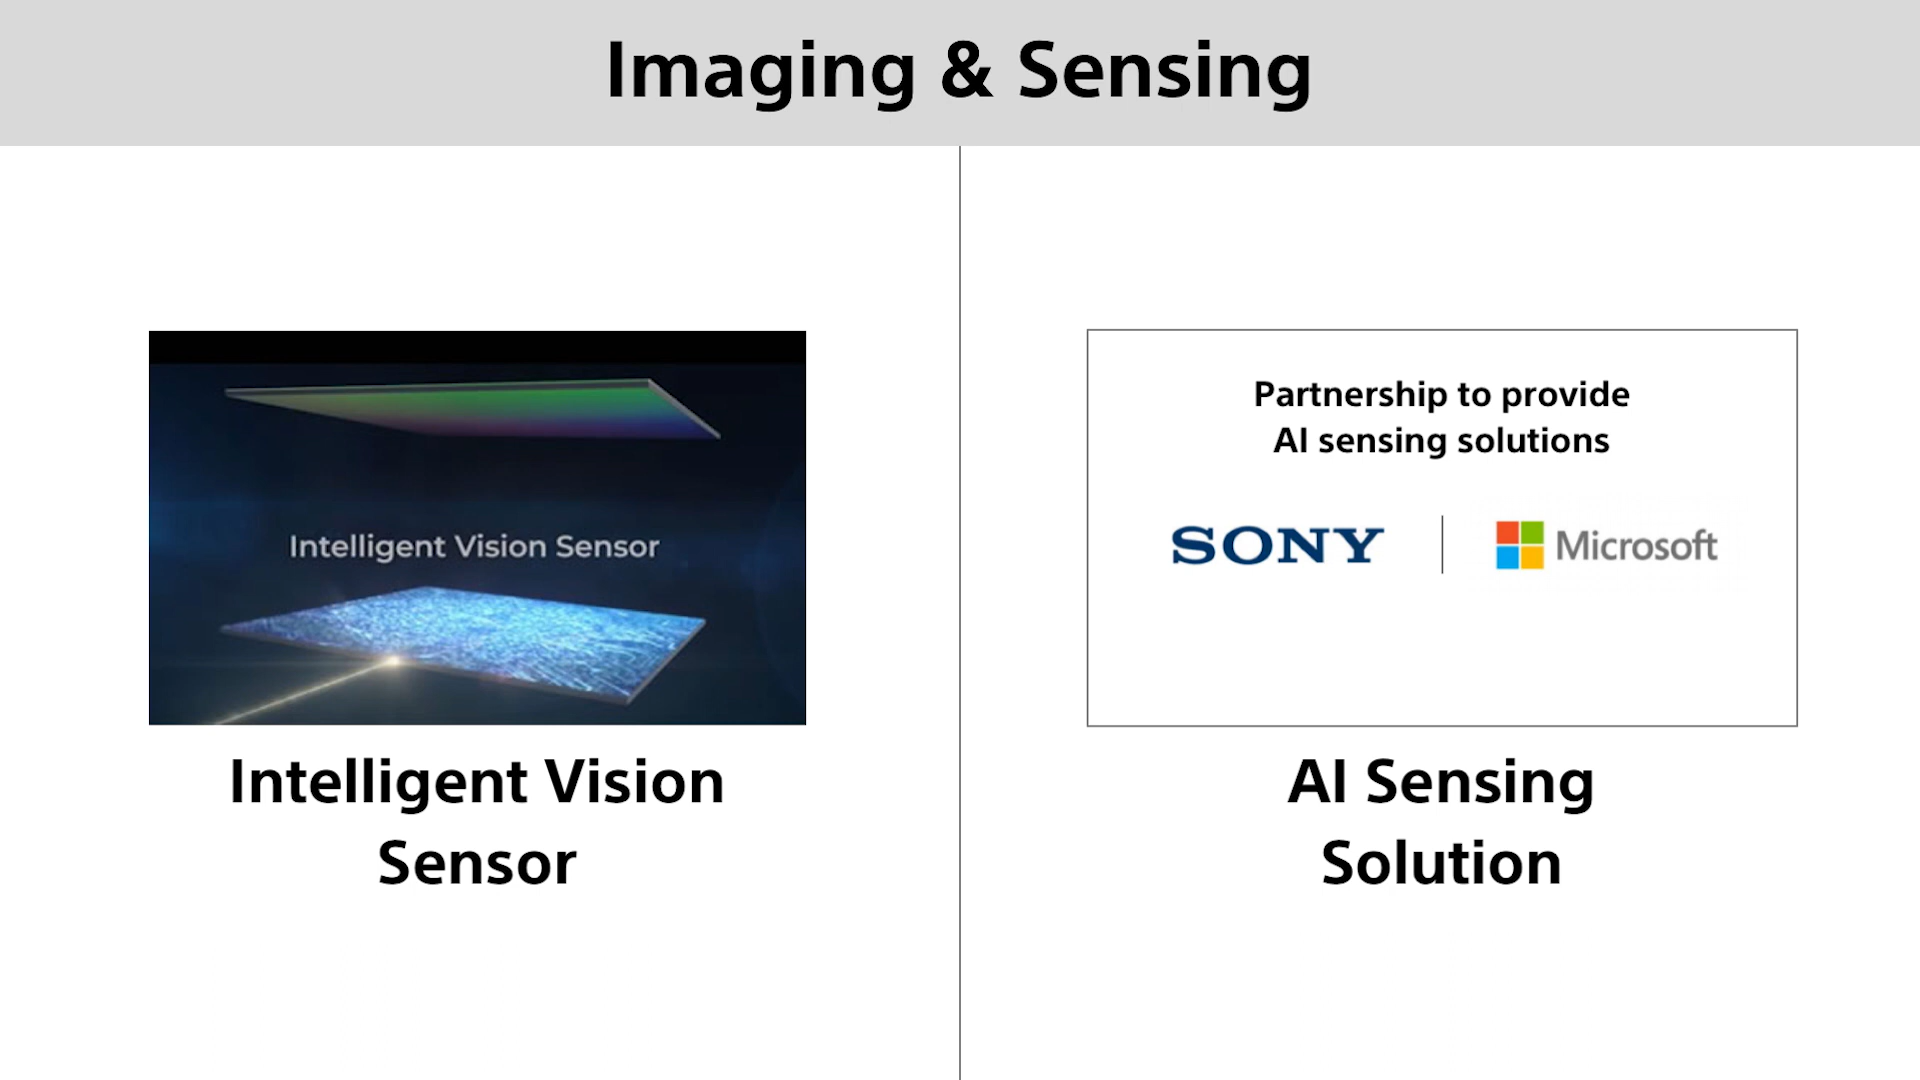 Imaging & Sensing
Intelligent Vision Sensor
Intelligent Vision
Sensor
Partnership to provide
AI sensing solutions
SONY
Microsoft
AI Sensing
Solution